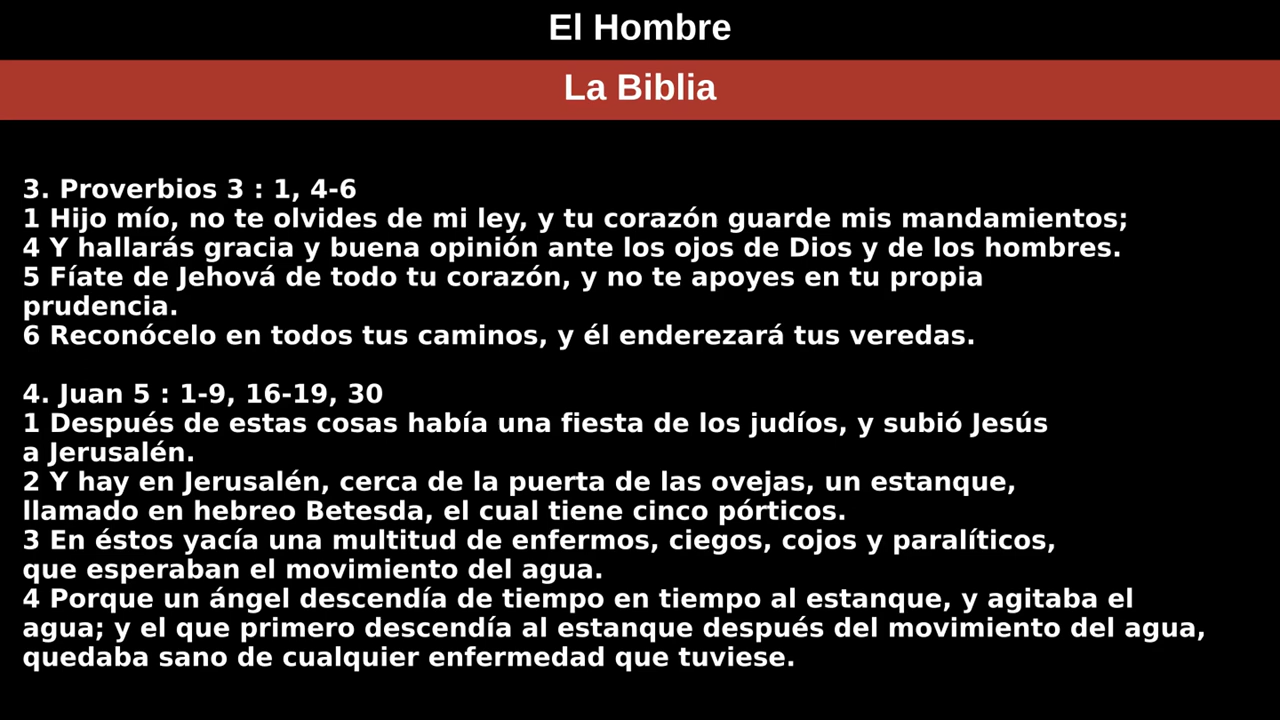 El Hombre
La Biblia
3. Proverbios 3 : 1, 4-6
1 Hijo mío, no te olvides de mi ley, y tu corazón guarde mis mandamientos;
4 Y hallarás gracia y buena opinión ante los ojos de Dios y de los hombres.
5 Fíate de Jehová de todo tu corazón, y no te apoyes en tu propia
prudencia.
6 Reconócelo en todos tus caminos, y él enderezará tus veredas.
4. Juan 5 : 1-9, 16-19, 30
1 Después de estas cosas había una fiesta de los judíos, y subió Jesús
a Jerusalén.
2 Y hay en Jerusalén, cerca de la puerta de las ovejas, un estanque,
llamado en hebreo Betesda, el cual tiene cinco pórticos.
3 En éstos yacía una multitud de enfermos, ciegos, cojos y paralíticos,
que esperaban el movimiento del agua.
4 Porque un ángel descendía de tiempo en tiempo al estanque, y agitaba el
agua; y el que primero descendía al estanque después del movimiento del agua,
quedaba sano de cualquier enfermedad que tuviese.